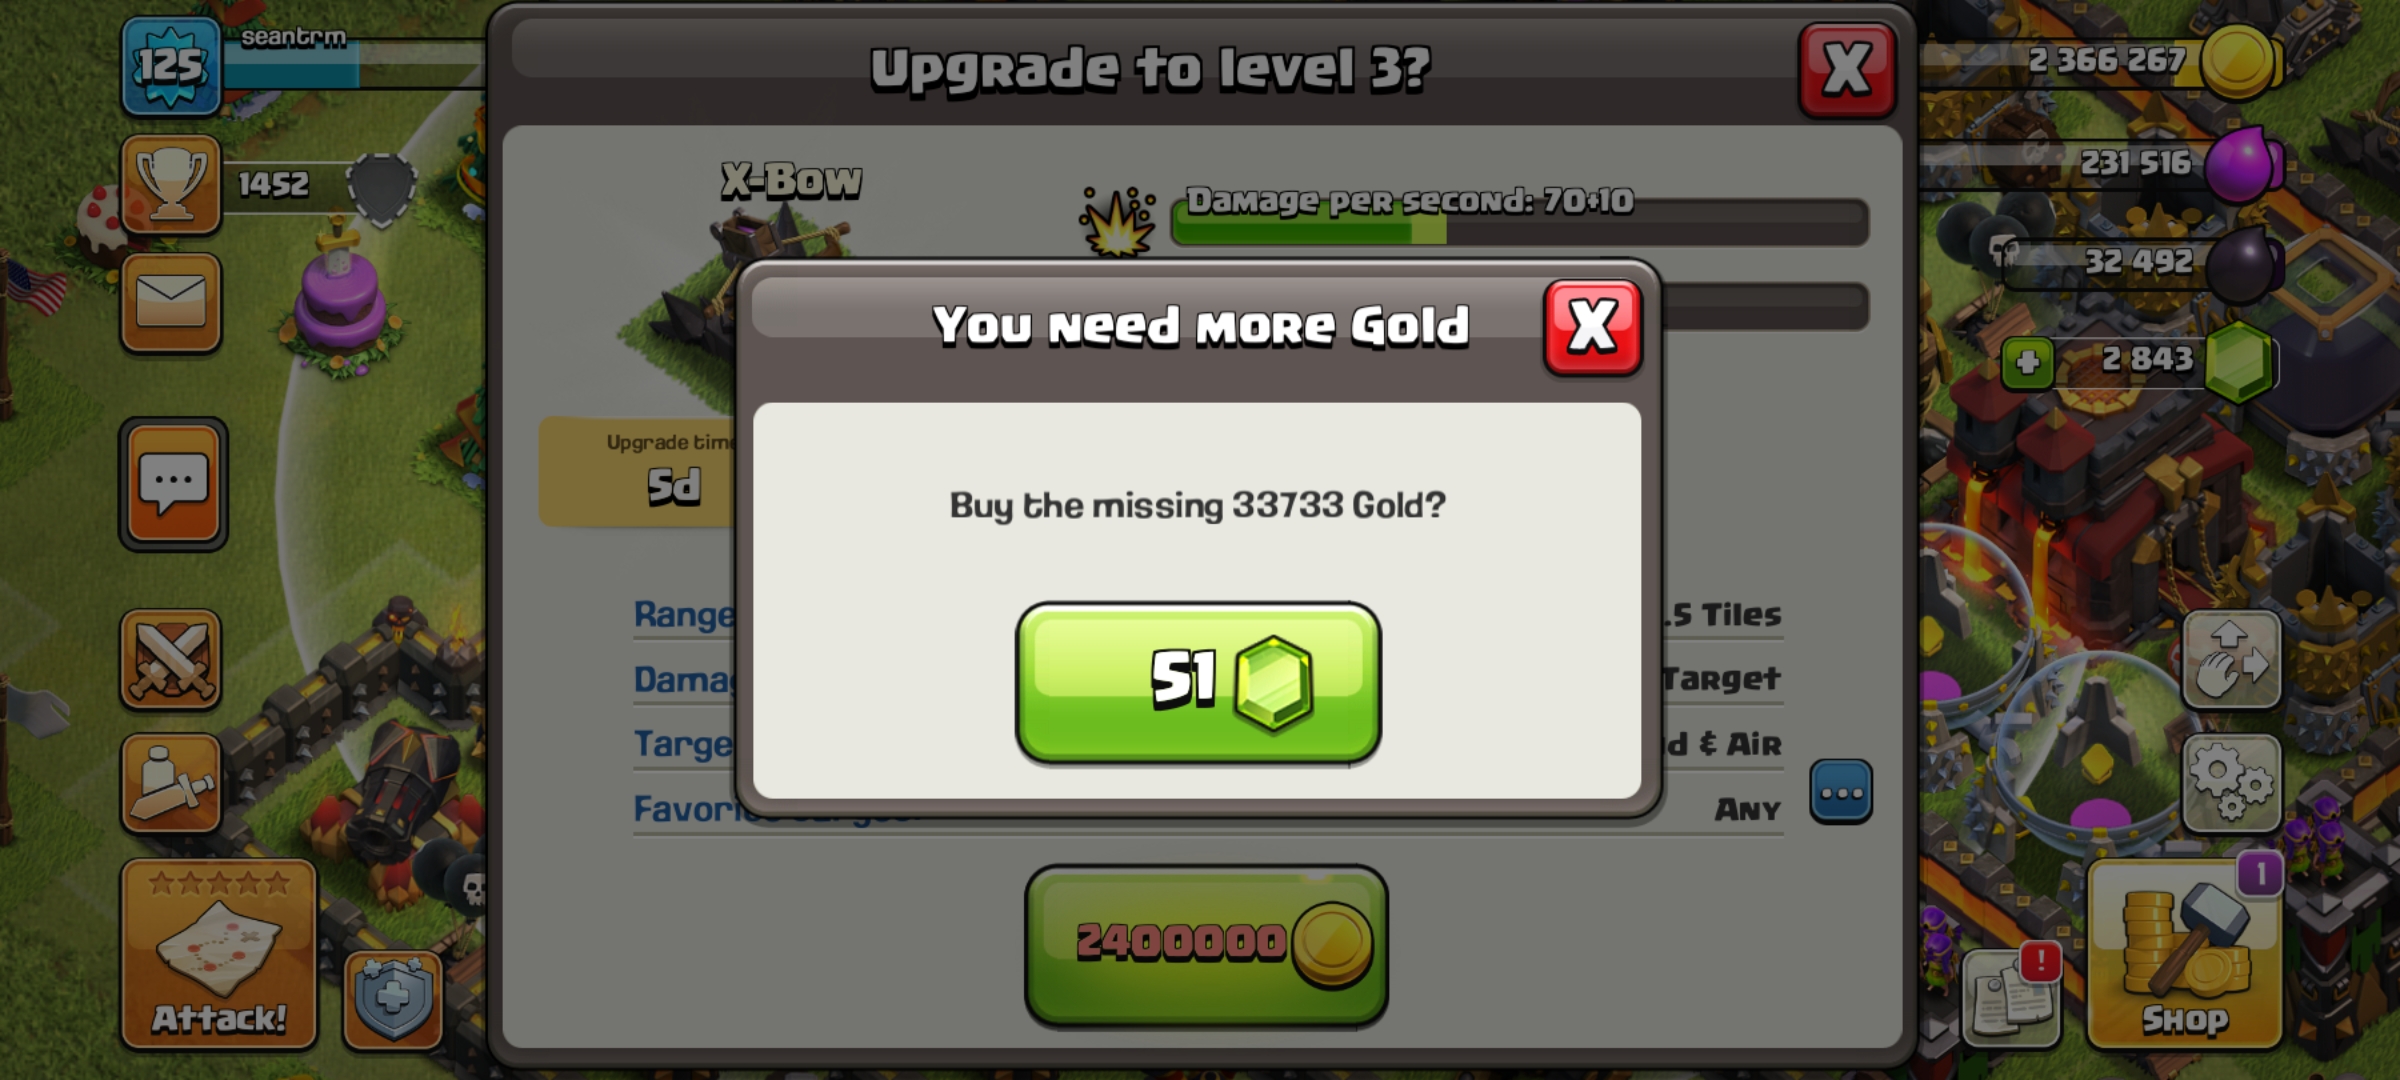 125
seantrm
1452
Attack!
Upgrade to level 3?
X
X-Bow
Damage per second: 70+10
Upgrade time
5d
Range
.5 Tiles
Target
d & Air
Any
You need more Gold
X
Buy the missing 33733 Gold?
51
2400000
2 366 267
231 516
32 492
+
2 843
1
!
Shop